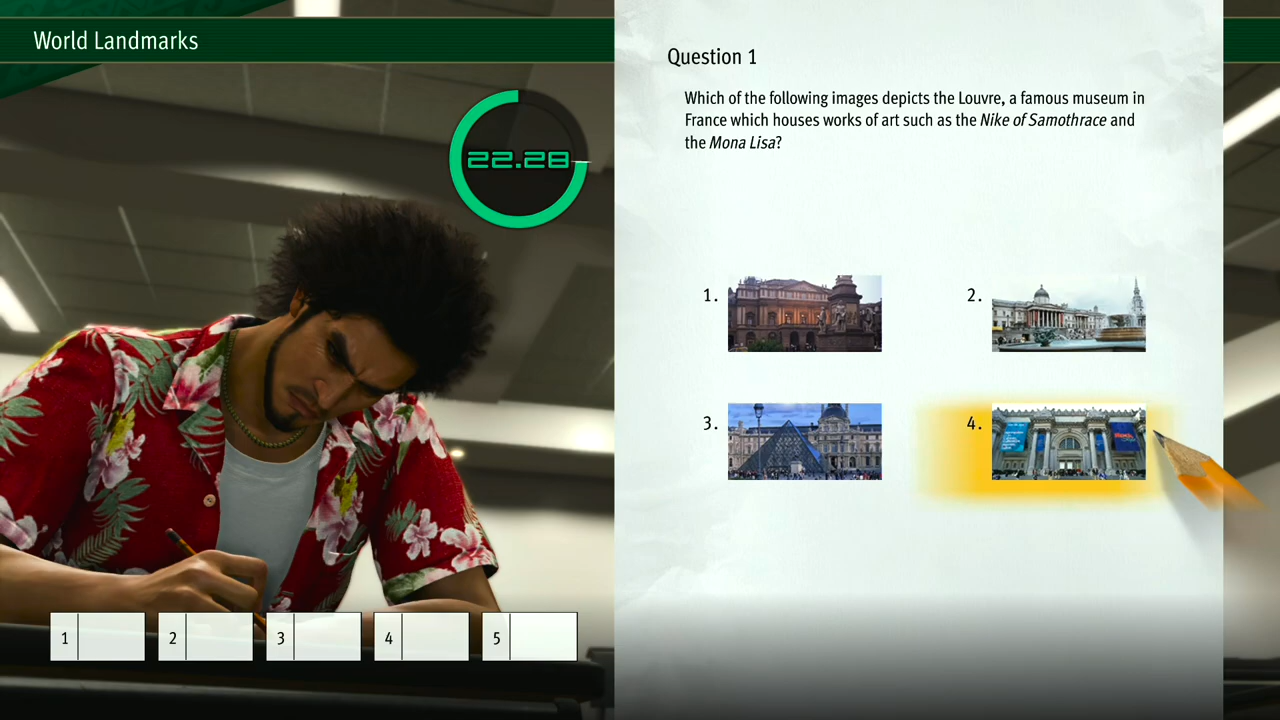 World Landmarks
22.28
Question 1
Which of the following images depicts the Louvre, a famous museum in
France which houses works of art such as the Nike of Samothrace and
the Mona Lisa?
1.
2.
3.
4.
1
2
3
4
5